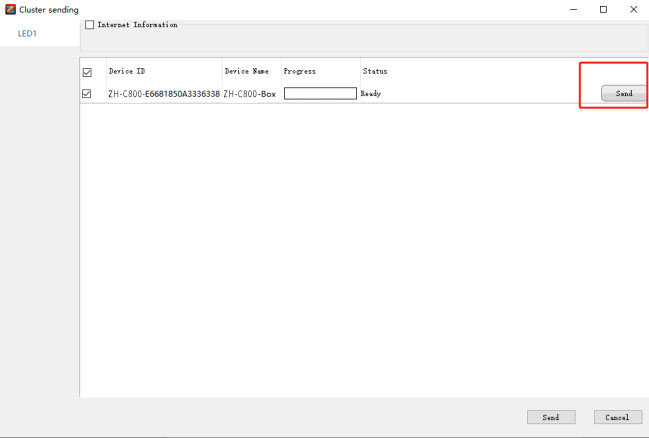 Cluster sending
LED1
Internet Information
Device ID Device Name Progress Status
ZH-C800-E6681850A3336338 ZH-C800-Box Ready Send
Send Cancel